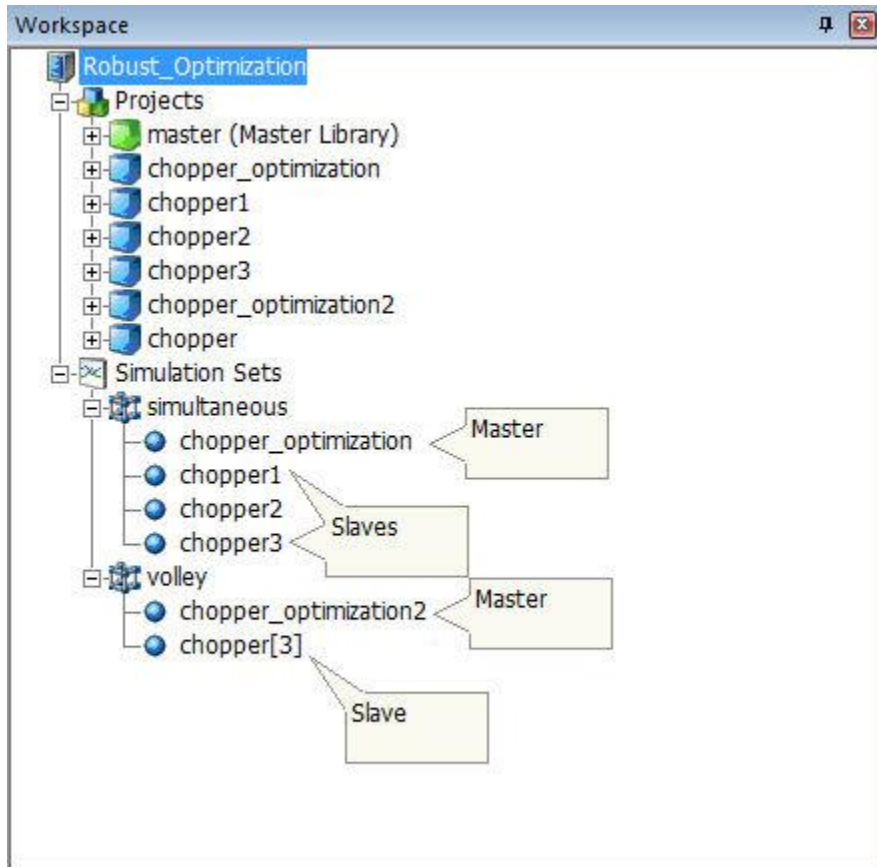 Workspace
Robust_Optimization
Projects
master (Master Library)
chopper_optimization
chopper1
chopper2
chopper3
chopper_optimization2
chopper
Simulation Sets
simultaneous
chopper_optimization
Master
chopper1
chopper2
Slaves
chopper3
volley
chopper_optimization2
Master
chopper[3]
Slave